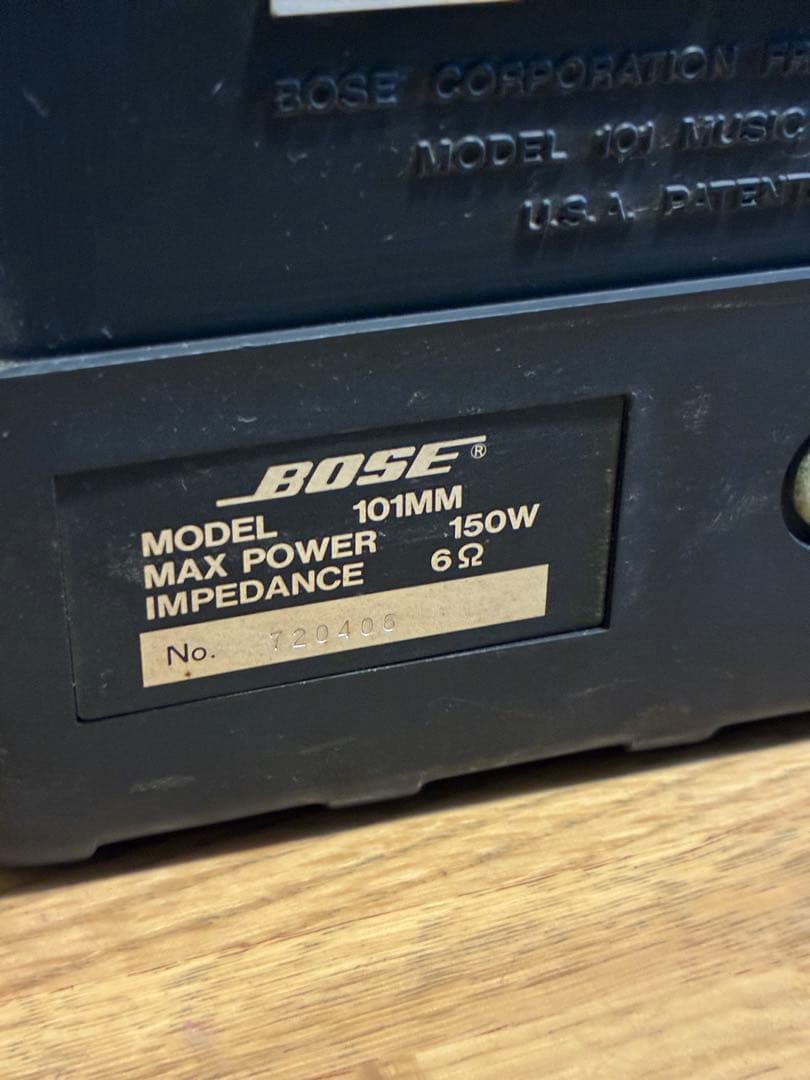 BOSE CORPORATION
MODEL 101 MUSIC
U.S.A. PATENT
BOSE®
MODEL 101MM
MAX POWER 150W
IMPEDANCE 6Ω
No. 720406